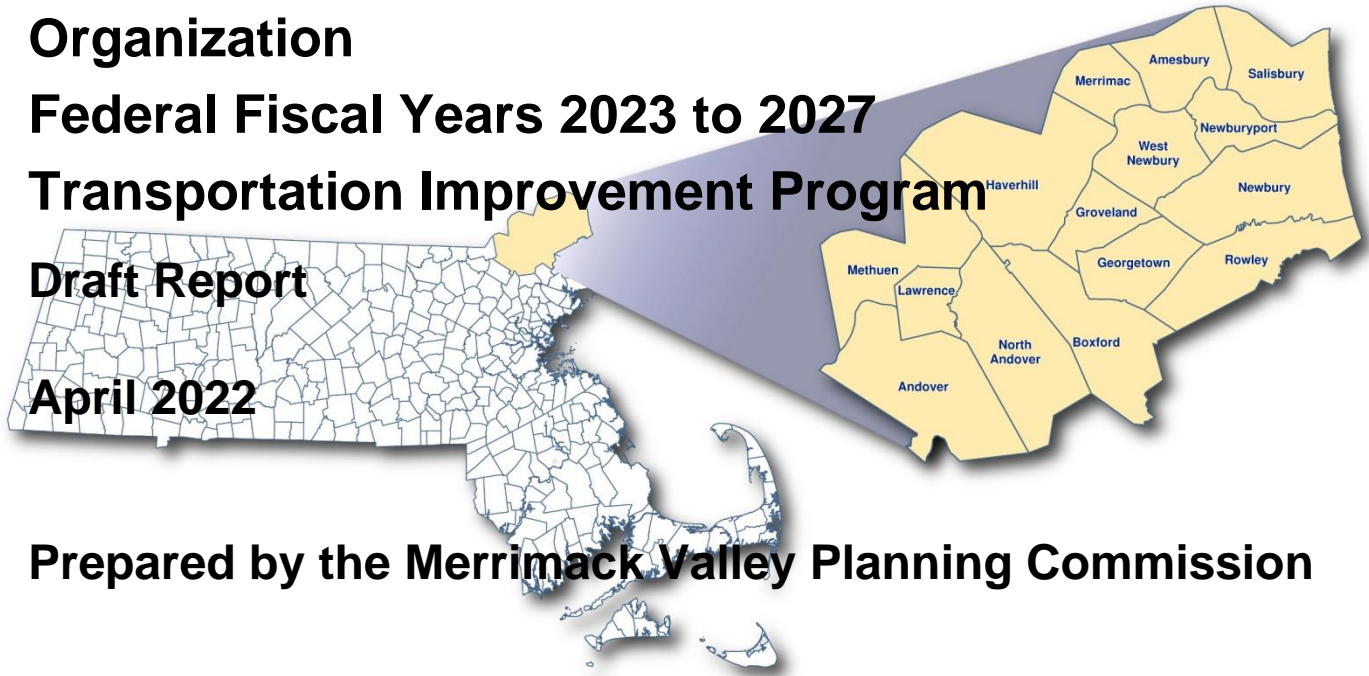 Organization
Federal Fiscal Years 2023 to 2027
Transportation Improvement Program
Draft Report
April 2022
Prepared by the Merrimack Valley Planning Commission
Amesbury
Salisbury
Merrimac
Newburyport
West
Newbury
Haverhill
Newbury
Groveland
Georgetown
Rowley
Methuen
Lawrence
North
Andover
Boxford
Andover